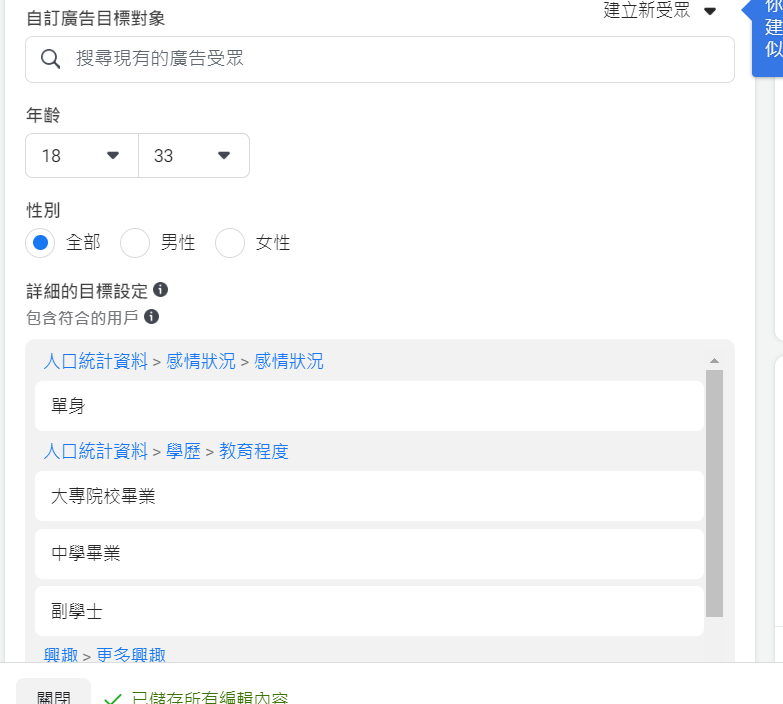 建立新受眾
自訂廣告目標對象
你
建
似
搜尋現有的廣告受眾
年齡
18
33
性別
全部
男性
女性
詳細的目標設定
包含符合的用戶
人口統計資料 > 感情狀況 > 感情狀況
單身
人口統計資料 > 學歷 > 教育程度
大專院校畢業
中學畢業
副學士
興趣 > 更多興趣
關閉
已儲存所有編輯內容